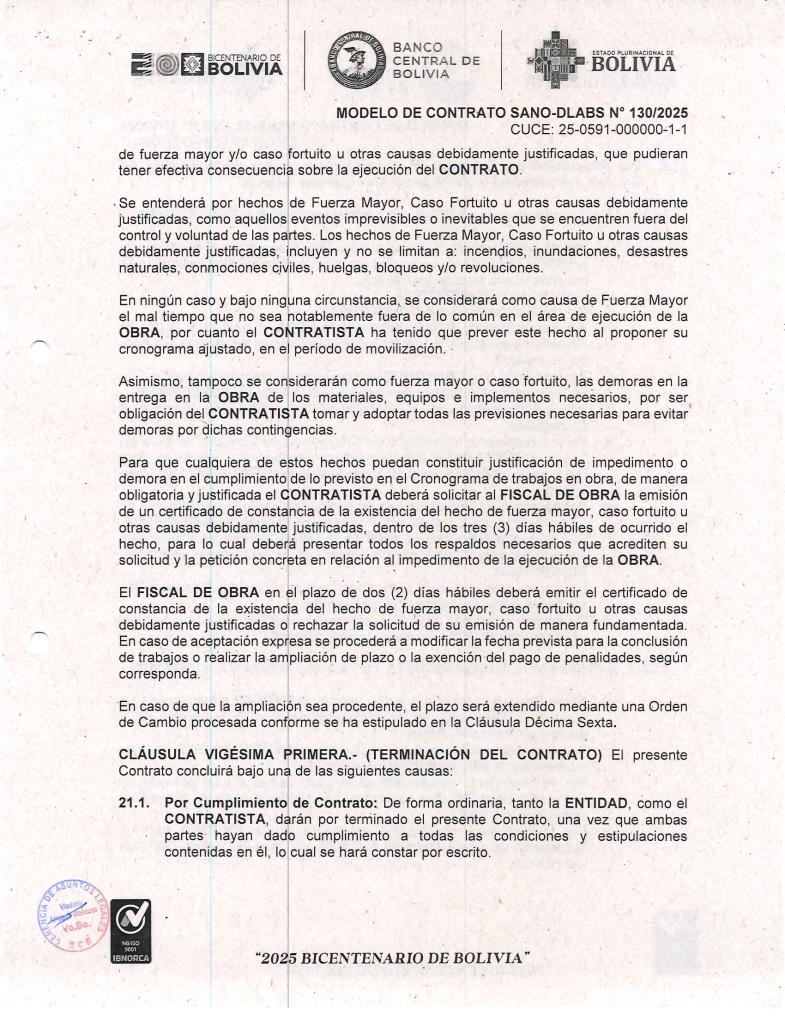 BICENTENARIO DE
BOLIVIA
BANCO
CENTRAL DE
BOLIVIA
ESTADO PLURINACIONAL DE
BOLIVIA
MODELO DE CONTRATO SANO-DLABS N° 130/2025
CUCE: 25-0591-000000-1-1
de fuerza mayor y/o caso fortuito u otras causas debidamente justificadas, que pudieran
tener efectiva consecuencia sobre la ejecución del CONTRATO.
Se entenderá por hechos de Fuerza Mayor, Caso Fortuito u otras causas debidamente
justificadas, como aquellos eventos imprevisibles o inevitables que se encuentren fuera del
control y voluntad de las partes. Los hechos de Fuerza Mayor, Caso Fortuito u otras causas
debidamente justificadas, incluyen y no se limitan a: incendios, inundaciones, desastres
naturales, conmociones civiles, huelgas, bloqueos y/o revoluciones.
En ningún caso y bajo ninguna circunstancia, se considerará como causa de Fuerza Mayor
el mal tiempo que no sea notablemente fuera de lo común en el área de ejecución de la
OBRA, por cuanto el CONTRATISTA ha tenido que prever este hecho al proponer su
cronograma ajustado, en el período de movilización.
Asimismo, tampoco se considerarán como fuerza mayor o caso fortuito, las demoras en la
entrega en la OBRA de los materiales, equipos e implementos necesarios, por ser
obligación del CONTRATISTA tomar y adoptar todas las previsiones necesarias para evitar
demoras por dichas contingencias.
Para que cualquiera de estos hechos puedan constituir justificación de impedimento o
demora en el cumplimiento de lo previsto en el Cronograma de trabajos en obra, de manera
obligatoria y justificada el CONTRATISTA deberá solicitar al FISCAL DE OBRA la emisión
de un certificado de constancia de la existencia del hecho de fuerza mayor, caso fortuito u
otras causas debidamente justificadas, dentro de los tres (3) días hábiles de ocurrido el
hecho, para lo cual deberá presentar todos los respaldos necesarios que acrediten su
solicitud y la petición concreta en relación al impedimento de la ejecución de la OBRA.
El FISCAL DE OBRA en el plazo de dos (2) días hábiles deberá emitir el certificado de
constancia de la existencia del hecho de fuerza mayor, caso fortuito u otras causas
debidamente justificadas o rechazar la solicitud de su emisión de manera fundamentada.
En caso de aceptación expresa se procederá a modificar la fecha prevista para la conclusión
de trabajos o realizar la ampliación de plazo o la exención del pago de penalidades, según
corresponda.
En caso de que la ampliación sea procedente, el plazo será extendido mediante una Orden
de Cambio procesada conforme se ha estipulado en la Cláusula Décima Sexta.
CLÁUSULA VIGÉSIMA PRIMERA.- (TERMINACIÓN DEL CONTRATO) El presente
Contrato concluirá bajo una de las siguientes causas:
21.1. Por Cumplimiento de Contrato: De forma ordinaria, tanto la ENTIDAD, como el
CONTRATISTA, darán por terminado el presente Contrato, una vez que ambas
partes hayan dado cumplimiento a todas las condiciones y estipulaciones
contenidas en él, lo cual se hará constar por escrito.
GERENCIA DE ASUNTOS LEGALES
Vo.Bo.
BCB
NB/ISO
9001
IBNORCA
"2025 BICENTENARIO DE BOLIVIA"